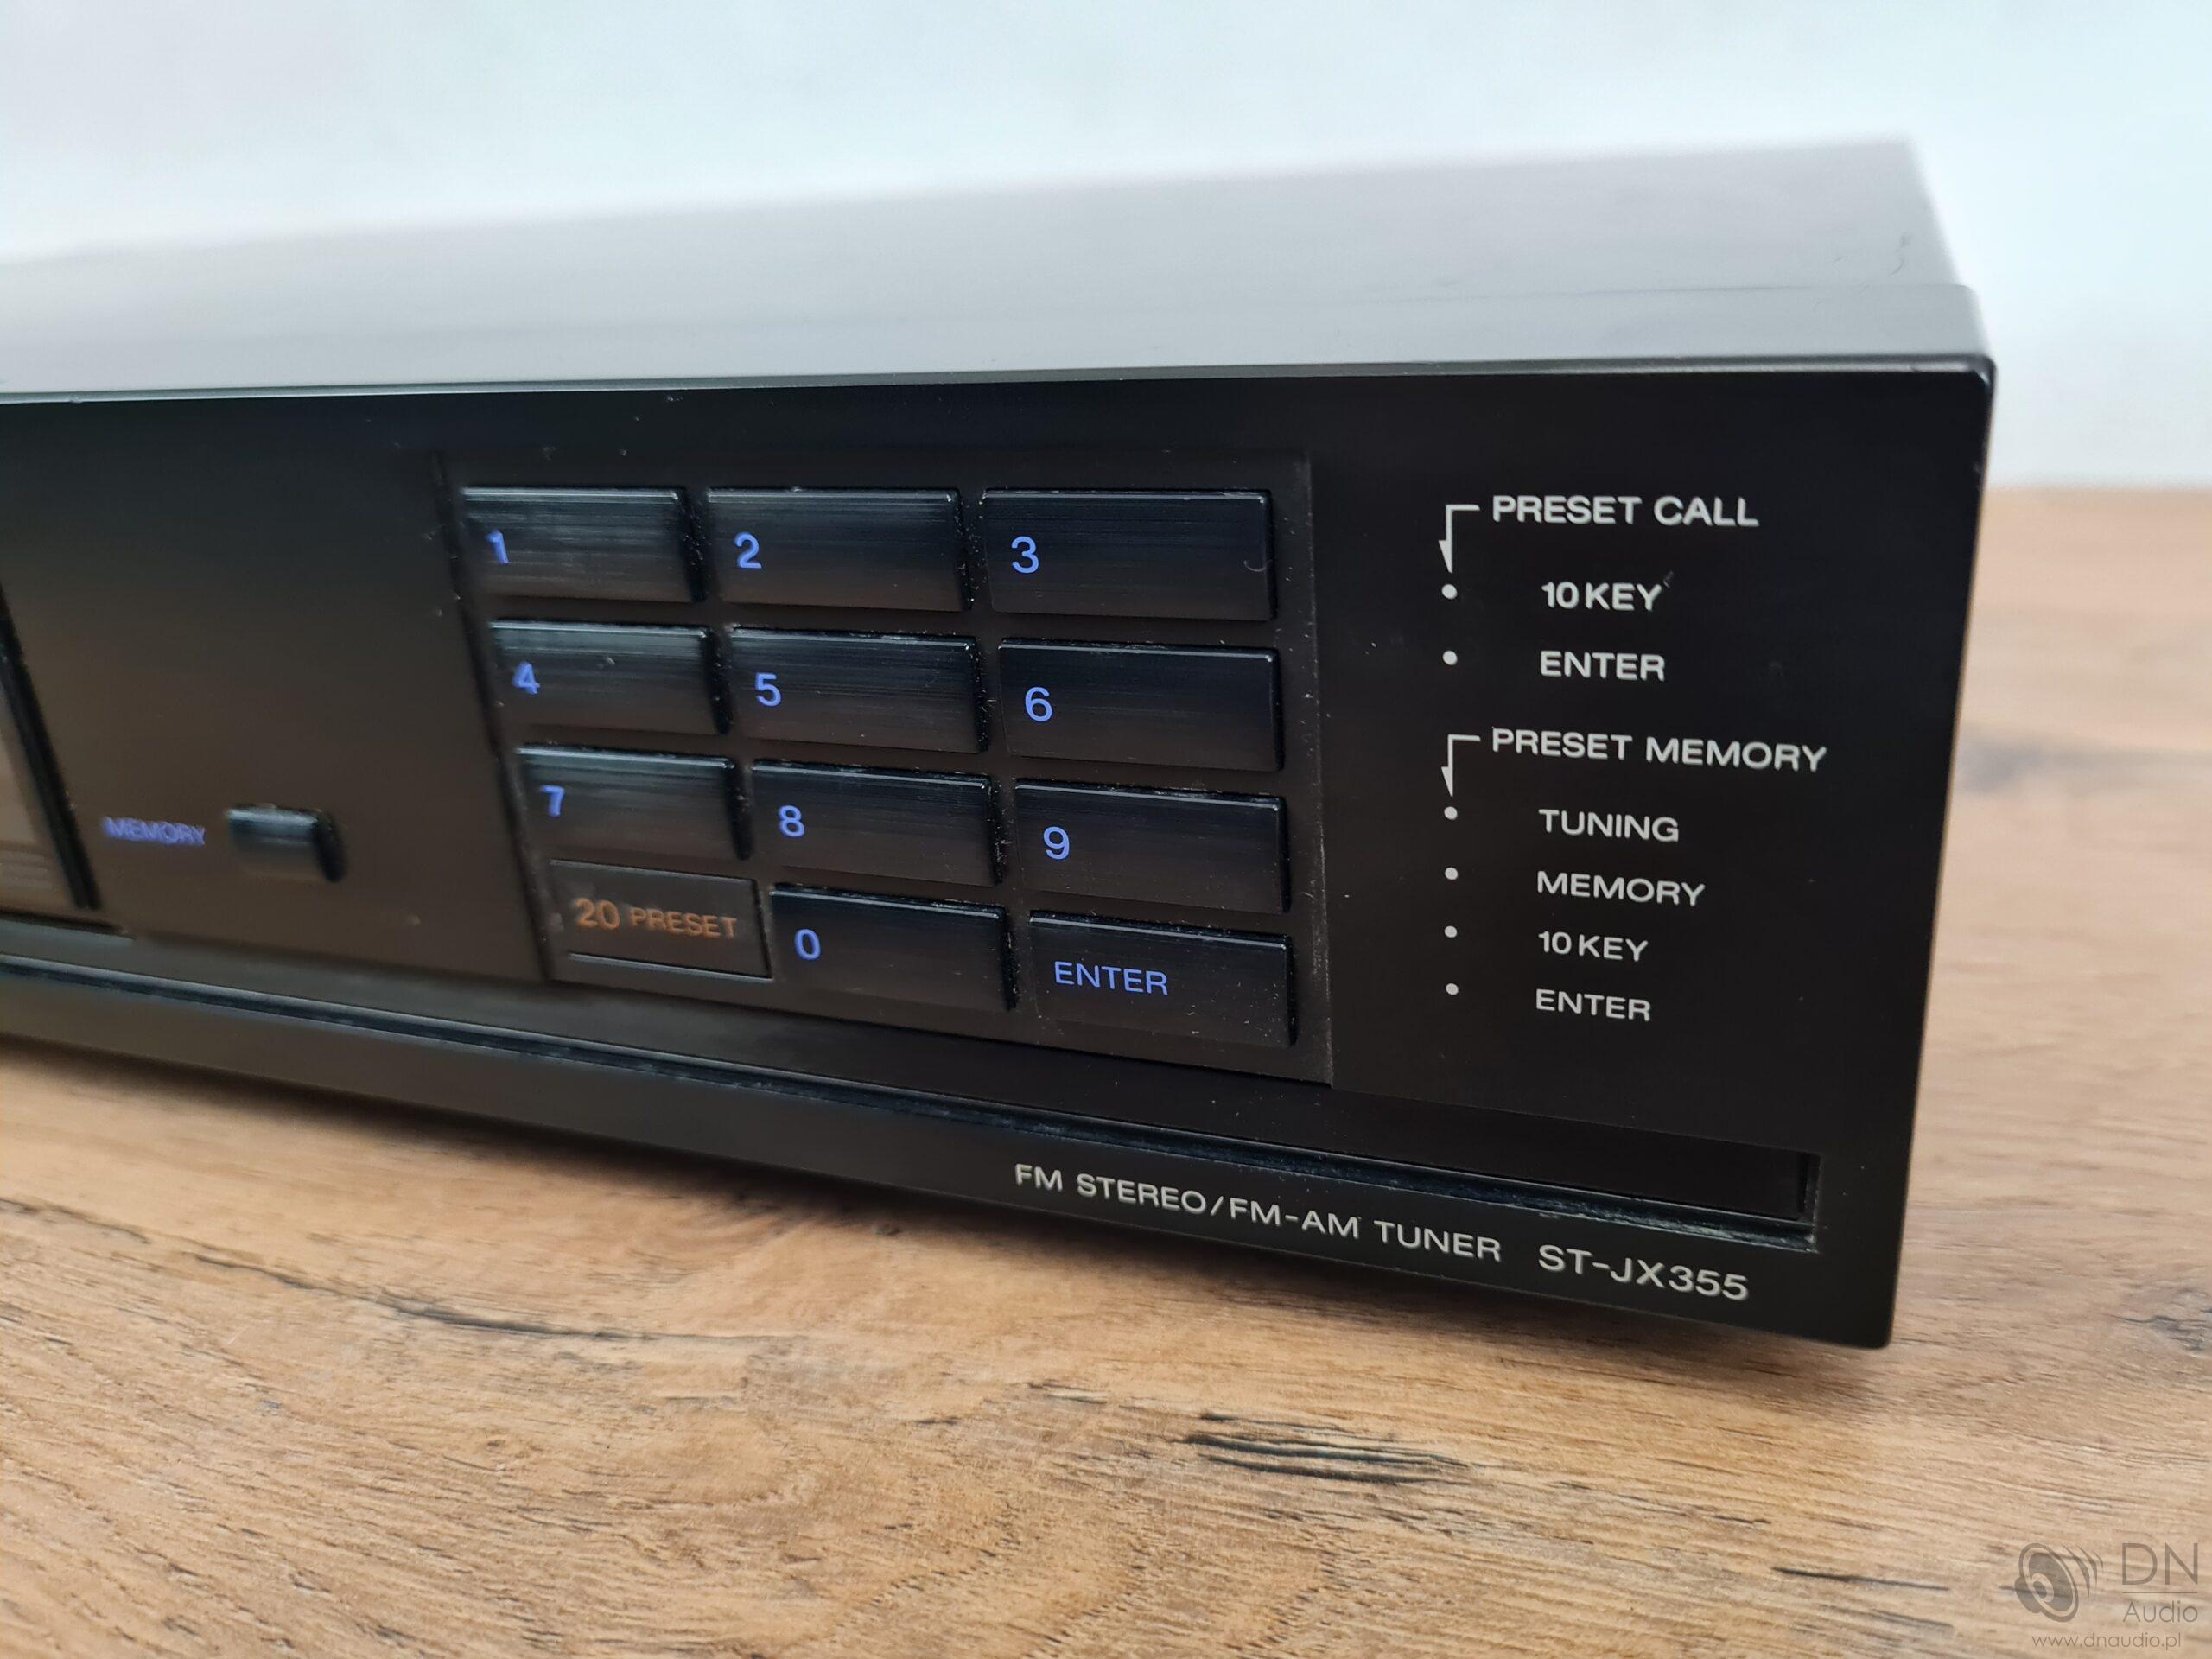 1 2 3
4 5 6
7 8 9
20 PRESET 0 ENTER
MEMORY
PRESET CALL
10 KEY
ENTER
PRESET MEMORY
TUNING
MEMORY
10 KEY
ENTER
FM STEREO/FM-AM TUNER ST-JX355
DN
Audio
www.dnaudio.pl